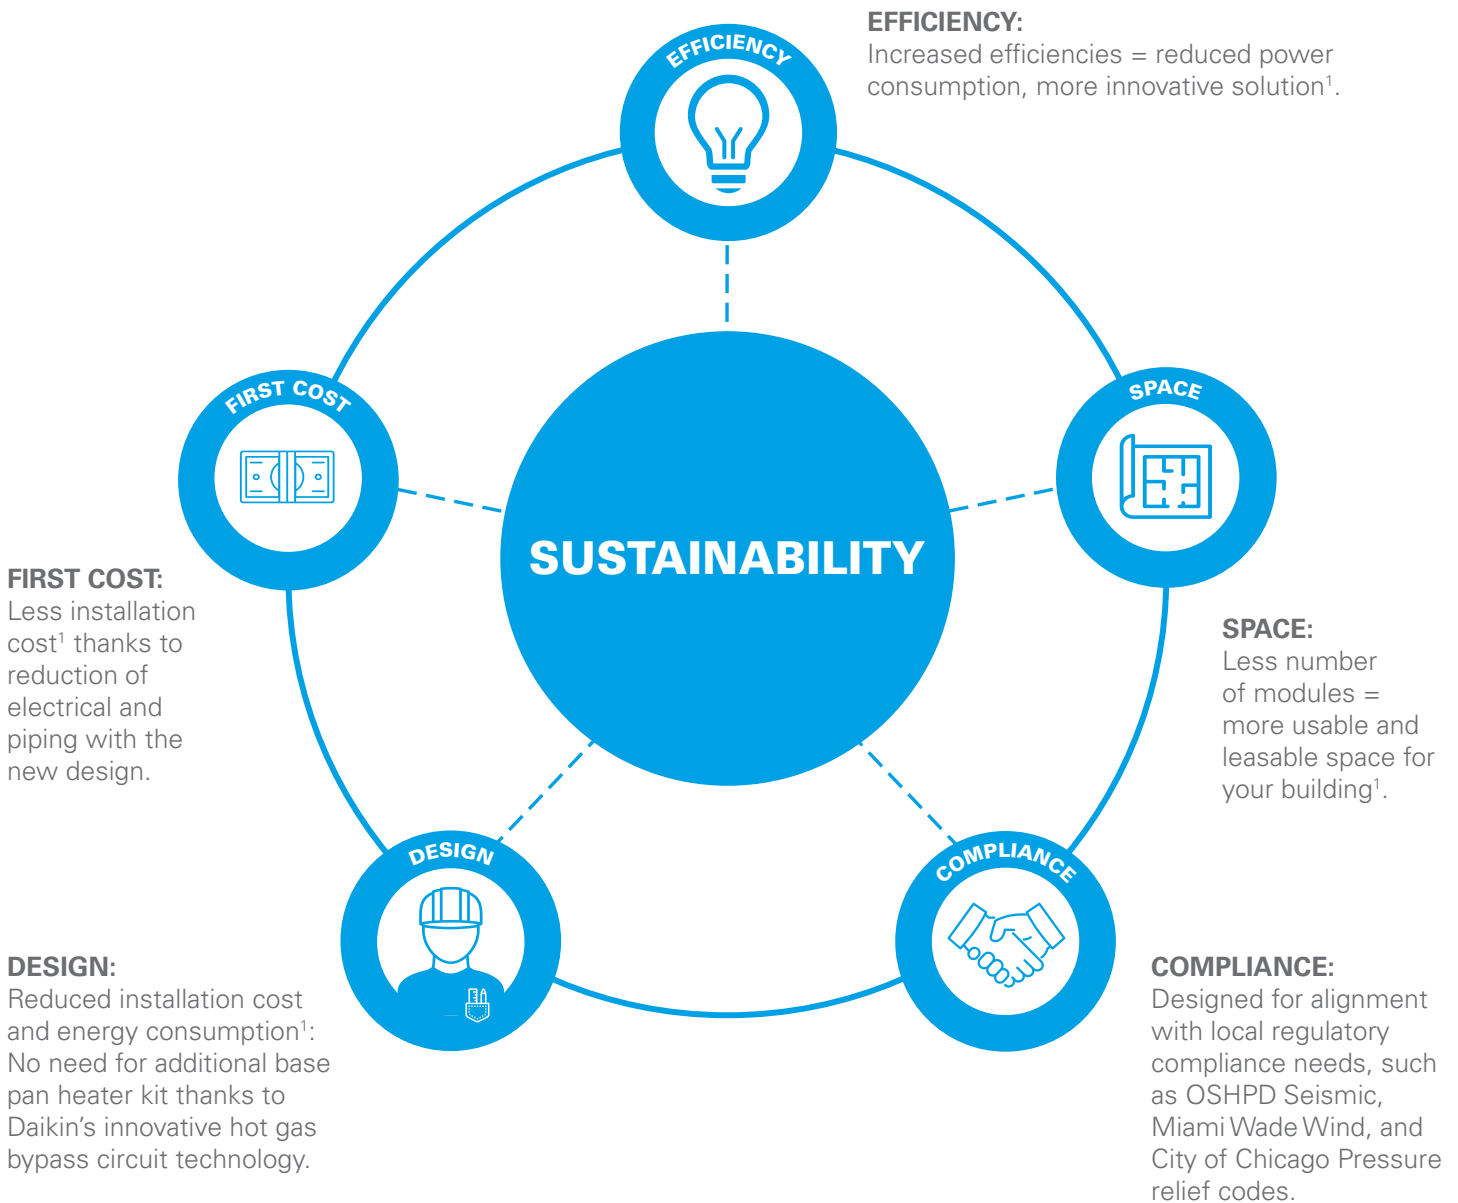 EFFICIENCY
EFFICIENCY:
Increased efficiencies = reduced power
consumption, more innovative solution¹.
FIRST COST
SPACE
SUSTAINABILITY
FIRST COST:
Less installation
cost¹ thanks to
reduction of
electrical and
piping with the
new design.
SPACE:
Less number
of modules =
more usable and
leasable space for
your building¹.
DESIGN
COMPLIANCE
DESIGN:
Reduced installation cost
and energy consumption¹:
No need for additional base
pan heater kit thanks to
Daikin’s innovative hot gas
bypass circuit technology.
COMPLIANCE:
Designed for alignment
with local regulatory
compliance needs, such
as OSHPD Seismic,
Miami Wade Wind, and
City of Chicago Pressure
relief codes.